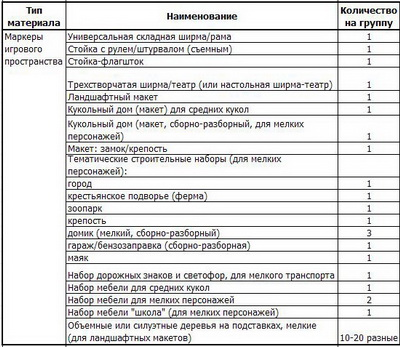 Тип материала
Наименование
Количество на группу
Маркеры игрового пространства
Универсальная складная ширма/рама 1
Стойка с рулем/штурвалом (съемным) 1
Стойка-флагшток 1
Трехстворчатая ширма/театр (или настольная ширма-театр) 1
Ландшафтный макет 1
Кукольный дом (макет) для средних кукол 1
Кукольный дом (макет, сборно-разборный, для мелких
персонажей) 1
Макет: замок/крепость 1
Тематические строительные наборы (для мелких
персонажей):
город 1
крестьянское подворье (ферма) 1
зоопарк 1
крепость 1
домик (мелкий, сборно-разборный) 3
гараж/бензозаправка (сборно-разборная) 1
маяк 1
Набор дорожных знаков и светофор, для мелкого транспорта 1
Набор мебели для средних кукол 1
Набор мебели для мелких персонажей 2
Набор мебели "школа" (для мелких персонажей) 1
Объемные или силуэтные деревья на подставках, мелкие
(для ландшафтных макетов) 10-20 разные